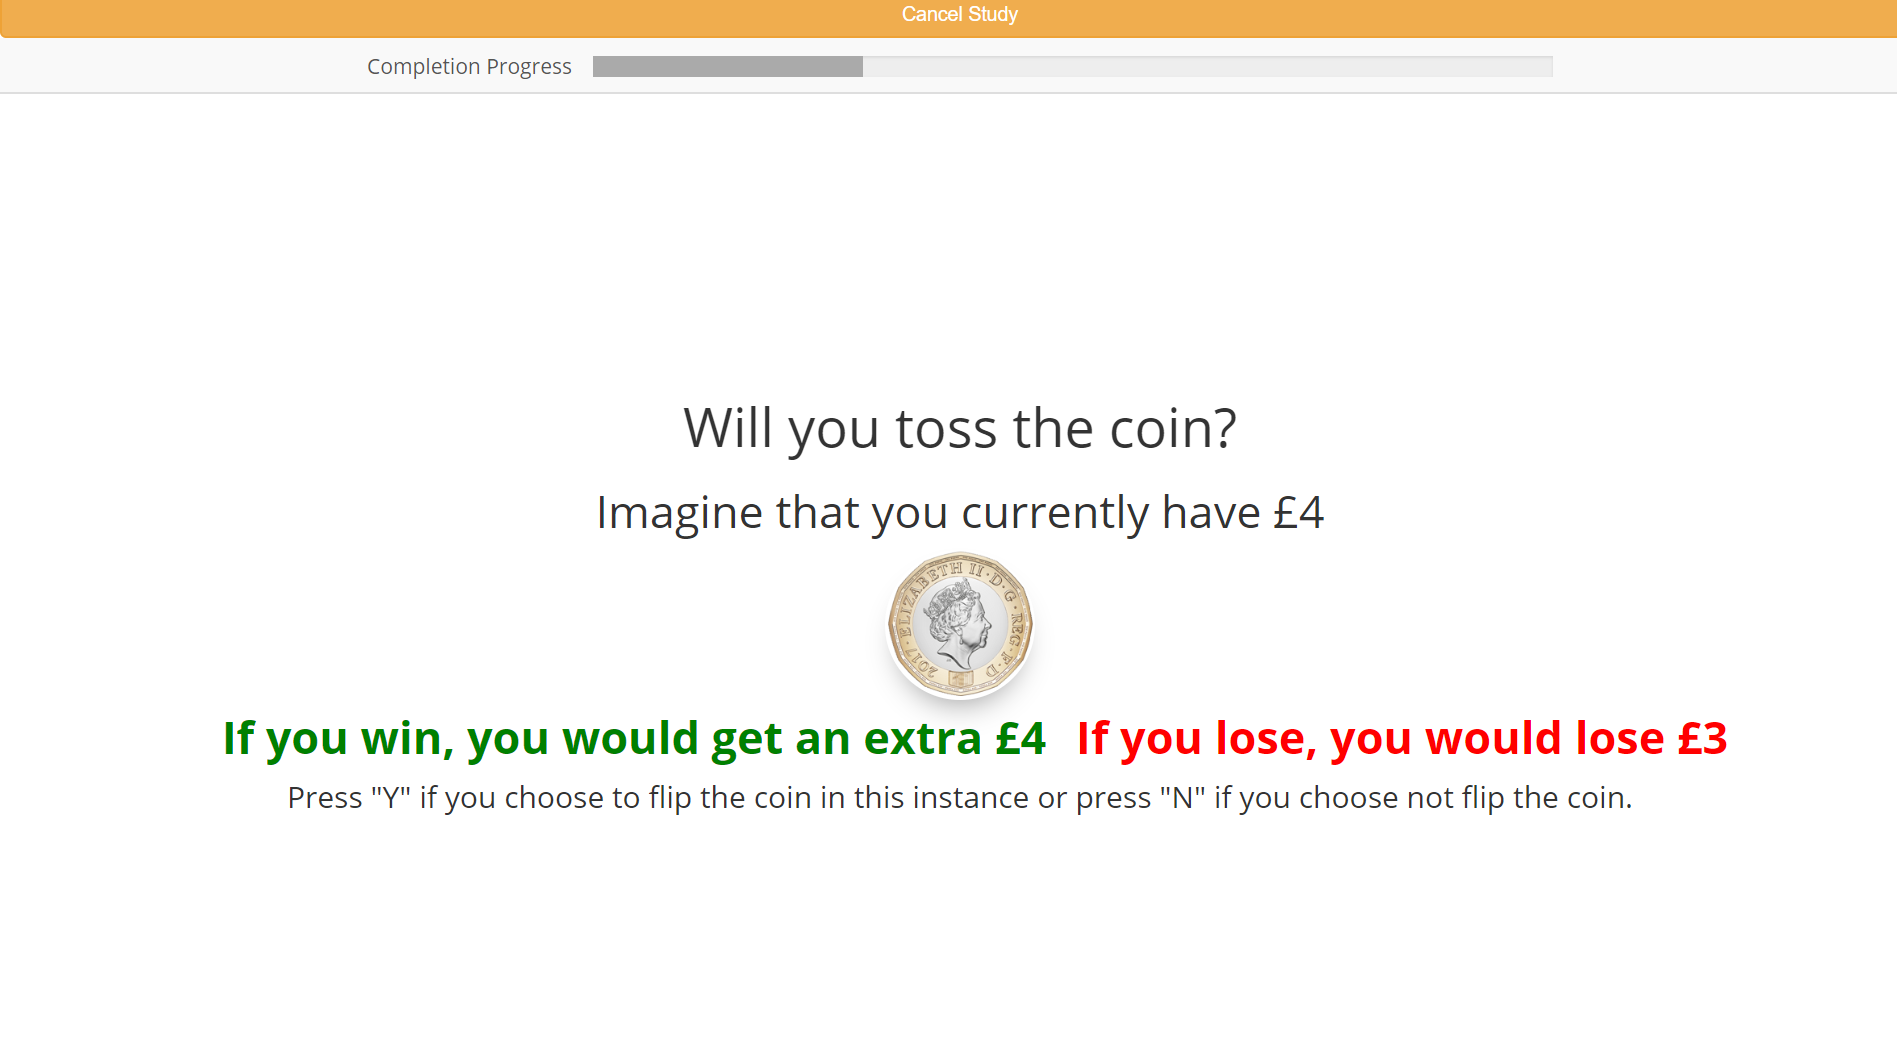 Cancel Study
Completion Progress
Will you toss the coin?
Imagine that you currently have £4
2017 · ELIZABETH II · D · G · REG · F · D
If you win, you would get an extra £4 If you lose, you would lose £3
Press "Y" if you choose to flip the coin in this instance or press "N" if you choose not flip the coin.